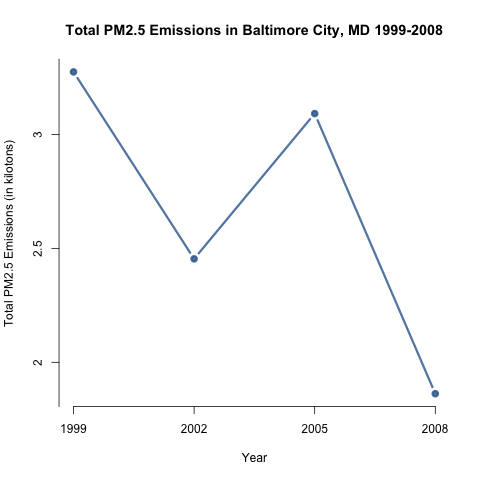 Total PM2.5 Emissions in Baltimore City, MD 1999-2008
Total PM2.5 Emissions (in kilotons)
3
2.5
2
1999 2002 2005 2008
Year